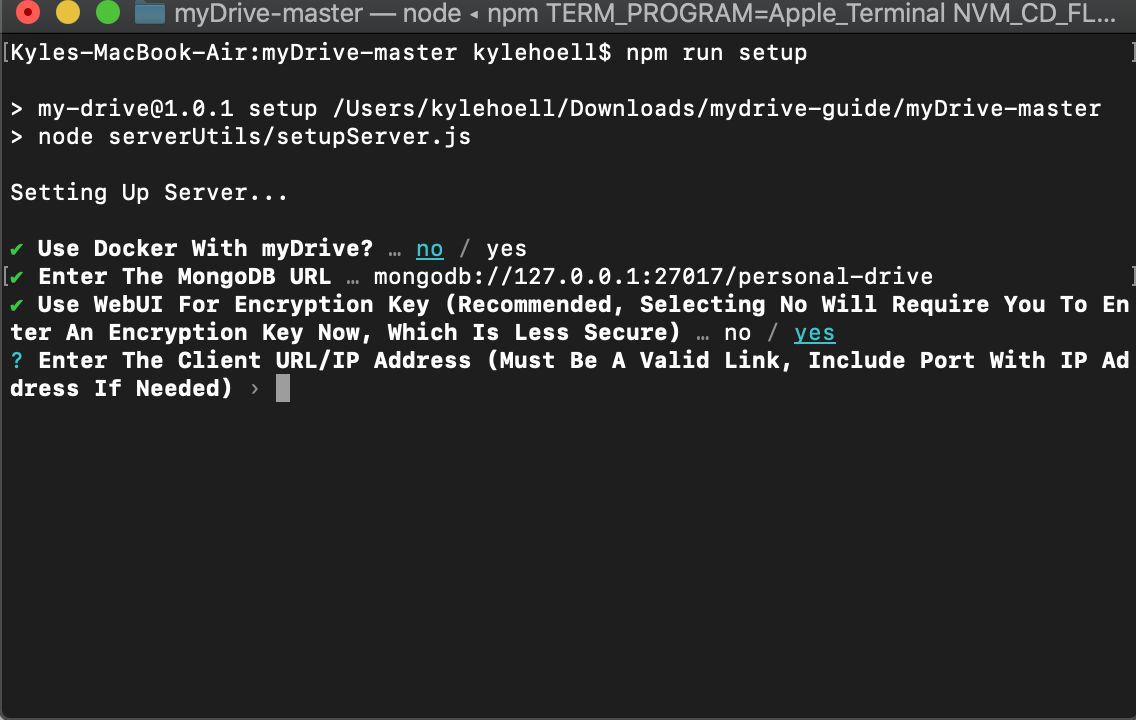 myDrive-master — node ◂ npm TERM_PROGRAM=Apple_Terminal NVM_CD_FL...
[Kyles-MacBook-Air:myDrive-master kylehoell$ npm run setup ]
> my-drive@1.0.1 setup /Users/kylehoell/Downloads/mydrive-guide/myDrive-master
> node serverUtils/setupServer.js
Setting Up Server...
✔ Use Docker With myDrive? … no / yes
[✔ Enter The MongoDB URL … mongodb://127.0.0.1:27017/personal-drive ]
✔ Use WebUI For Encryption Key (Recommended, Selecting No Will Require You To En
ter An Encryption Key Now, Which Is Less Secure) … no / yes
? Enter The Client URL/IP Address (Must Be A Valid Link, Include Port With IP Ad
dress If Needed) ›